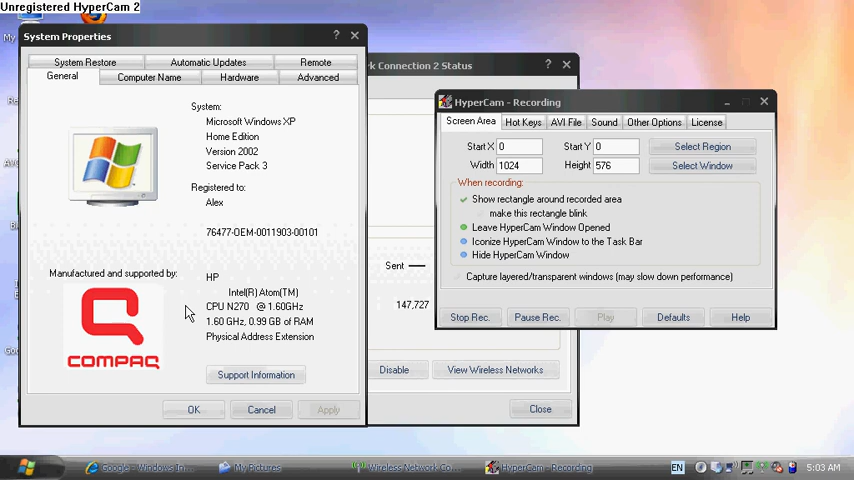 Unregistered HyperCam 2
My
System Properties
System Restore
Automatic Updates
Remote
General
Computer Name
Hardware
Advanced
System:
Microsoft Windows XP
Home Edition
Version 2002
Service Pack 3
Registered to:
Alex
76477-OEM-0011903-00101
Manufactured and supported by:
HP
Intel(R) Atom(TM)
CPU N270 @ 1.60GHz
1.60 GHz, 0.99 GB of RAM
Physical Address Extension
COMPAQ
Support Information
OK
Cancel
Apply
k Connection 2 Status
Sent
147,727
Disable
View Wireless Networks
Close
HyperCam - Recording
Screen Area
Hot Keys
AVI File
Sound
Other Options
License
Start X
0
Start Y
0
Select Region
Width
1024
Height
576
Select Window
When recording:
Show rectangle around recorded area
make this rectangle blink
Leave HyperCam Window Opened
Iconize HyperCam Window to the Task Bar
Hide HyperCam Window
Capture layered/transparent windows (may slow down performance)
Stop Rec.
Pause Rec.
Play
Defaults
Help
Google - Windows In...
My Pictures
Wireless Network Co...
HyperCam - Recording
EN
5:03 AM